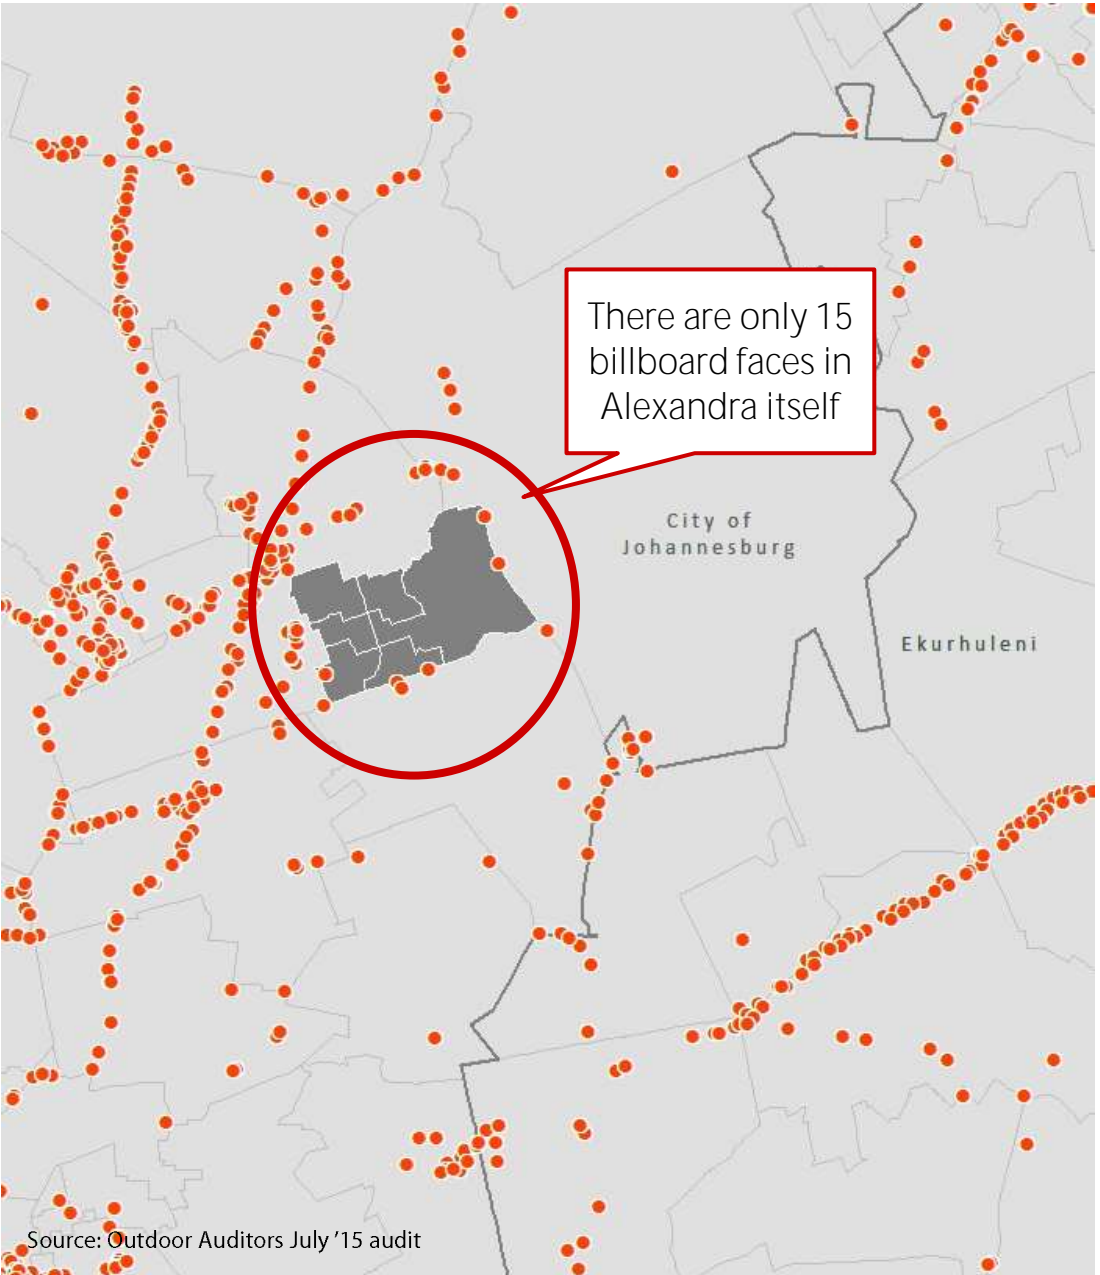 There are only 15
billboard faces in
Alexandra itself
City of
Johannesburg
Ekurhuleni
Source: Outdoor Auditors July ’15 audit